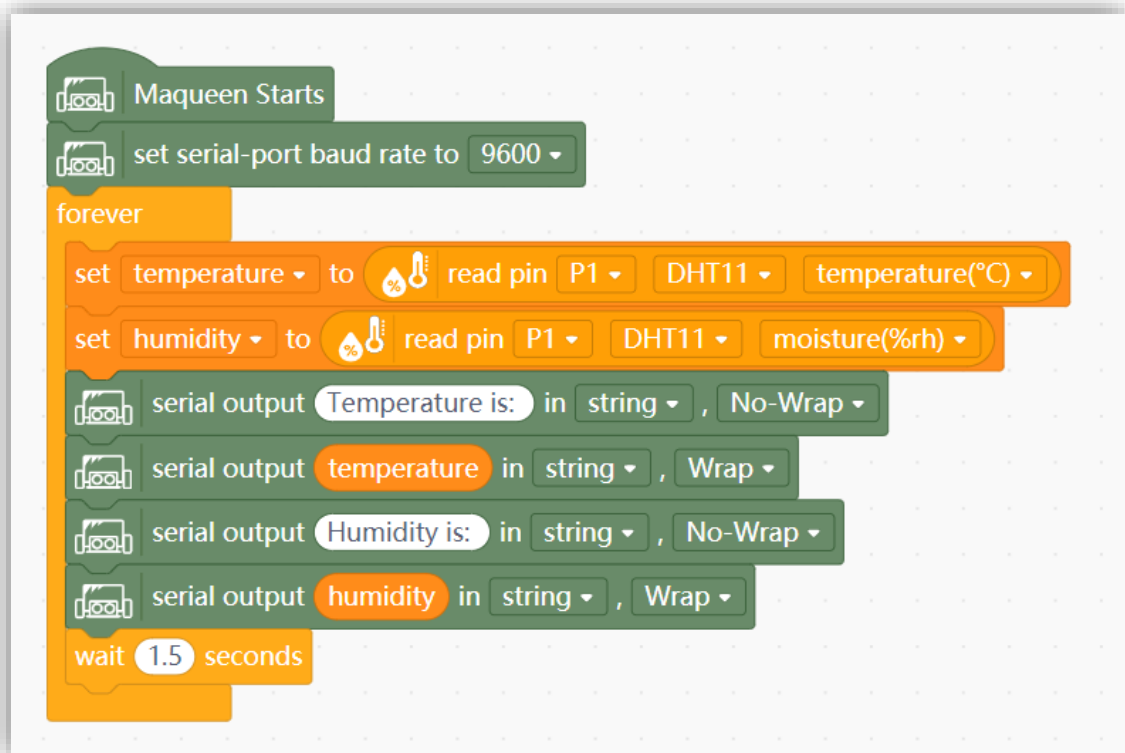 Maqueen Starts
set serial-port baud rate to 9600
forever
set temperature to % read pin P1 DHT11 temperature(°C)
set humidity to % read pin P1 DHT11 moisture(%rh)
serial output Temperature is: in string , No-Wrap
serial output temperature in string , Wrap
serial output Humidity is: in string , No-Wrap
serial output humidity in string , Wrap
wait 1.5 seconds